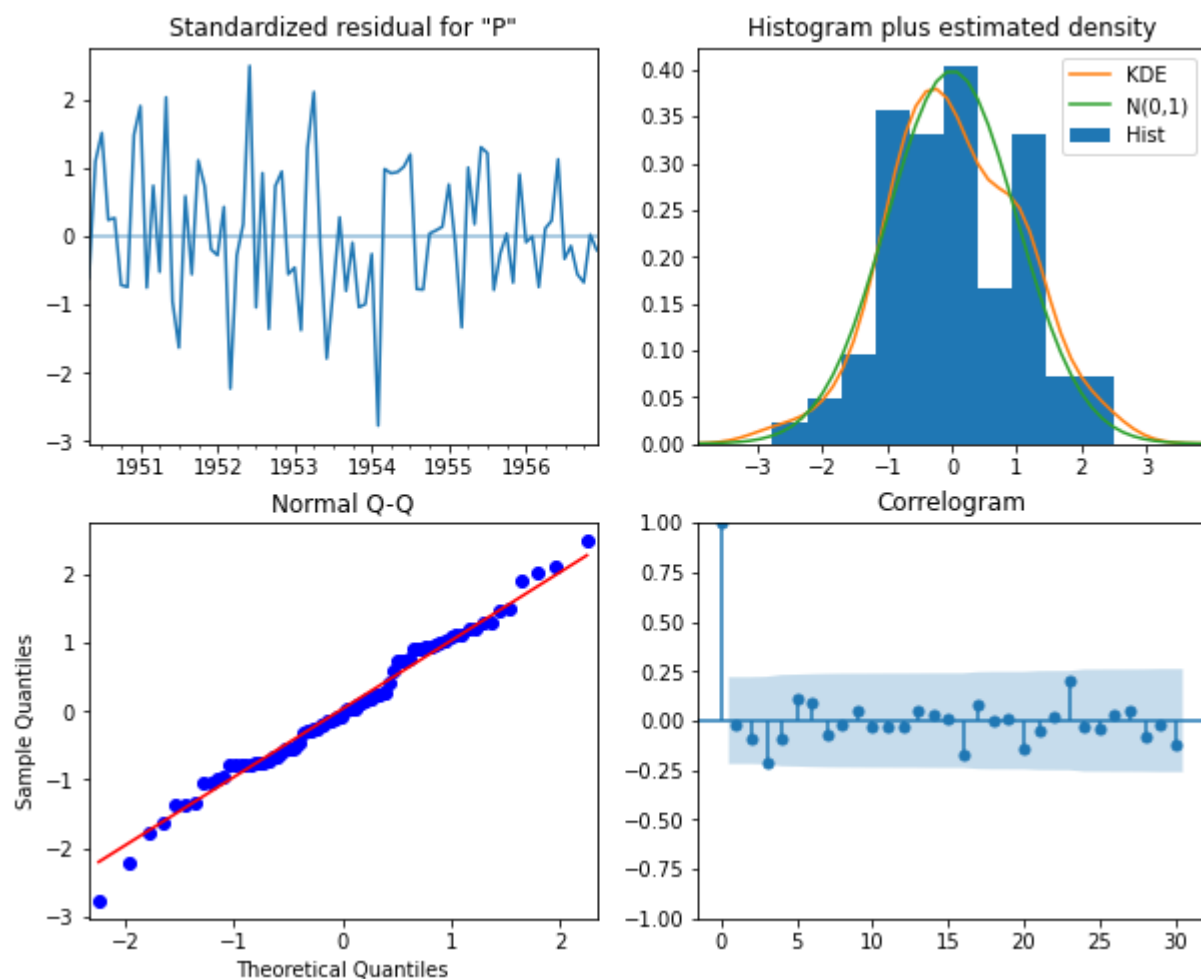 Standardized residual for "P"
2
1
0
−1
−2
−3
1951 1952 1953 1954 1955 1956
Histogram plus estimated density
KDE
N(0,1)
Hist
0.40
0.35
0.30
0.25
0.20
0.15
0.10
0.05
0.00
−3 −2 −1 0 1 2 3
Normal Q-Q
Sample Quantiles
2
1
0
−1
−2
−3
−2 −1 0 1 2
Theoretical Quantiles
Correlogram
1.00
0.75
0.50
0.25
0.00
−0.25
−0.50
−0.75
−1.00
0 5 10 15 20 25 30